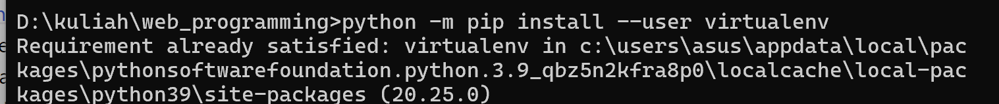 D:\kuliah\web_programming>python -m pip install --user virtualenv
Requirement already satisfied: virtualenv in c:\users\asus\appdata\local\pac
kages\pythonsoftwarefoundation.python.3.9_qbz5n2kfra8p0\localcache\local-pac
kages\python39\site-packages (20.25.0)